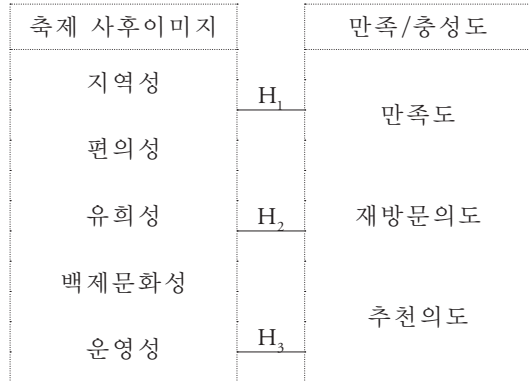 축제 사후이미지
만족/충성도
지역성
H₁
만족도
편의성
유희성
H₂
재방문의도
백제문화성
추천의도
H₃
운영성